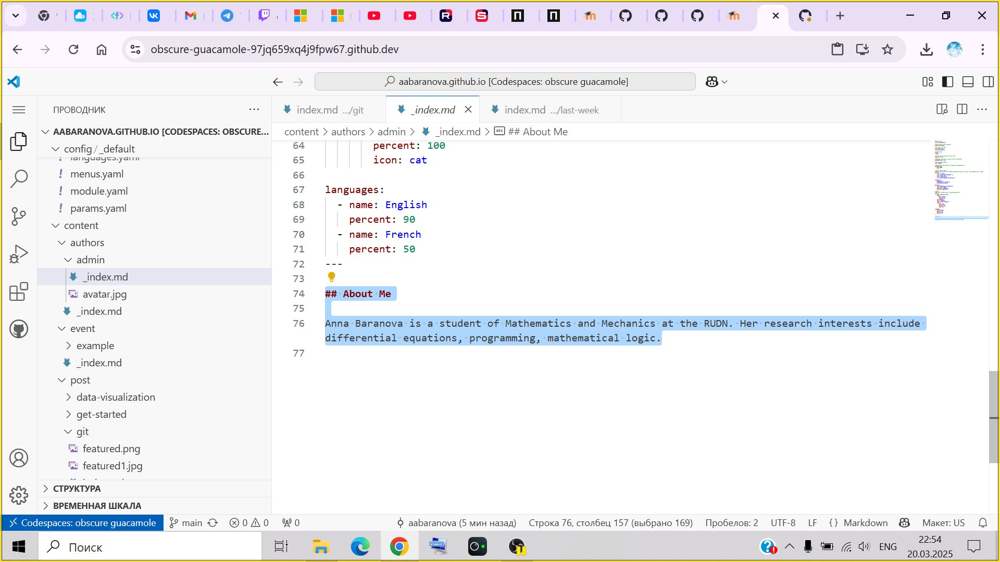 obscure-guacamole-97jq659xq4j9fpw67.github.dev
aabaranova.github.io [Codespaces: obscure guacamole]
ПРОВОДНИК
AABARANOVA.GITHUB.IO [CODESPACES: OBSCURE...
config / _default
languages.yaml
menus.yaml
module.yaml
params.yaml
content
authors
admin
_index.md
avatar.jpg
_index.md
event
example
_index.md
post
data-visualization
get-started
git
featured.png
featured1.jpg
СТРУКТУРА
ВРЕМЕННАЯ ШКАЛА
index.md .../git
_index.md
index.md .../last-week
content > authors > admin > _index.md > ## About Me
64 percent: 100
65 icon: cat
66
67 languages:
68 - name: English
69 percent: 90
70 - name: French
71 percent: 50
72 ---
73
74 ## About Me
75
76 Anna Baranova is a student of Mathematics and Mechanics at the RUDN. Her research interests include
differential equations, programming, mathematical logic.
77
Codespaces: obscure guacamole main 0 0 0 aabaranova (5 мин назад) Строка 76, столбец 157 (выбрано 169) Пробелов: 2 UTF-8 LF {} Markdown Макет: US
Поиск
ENG
22:54
20.03.2025